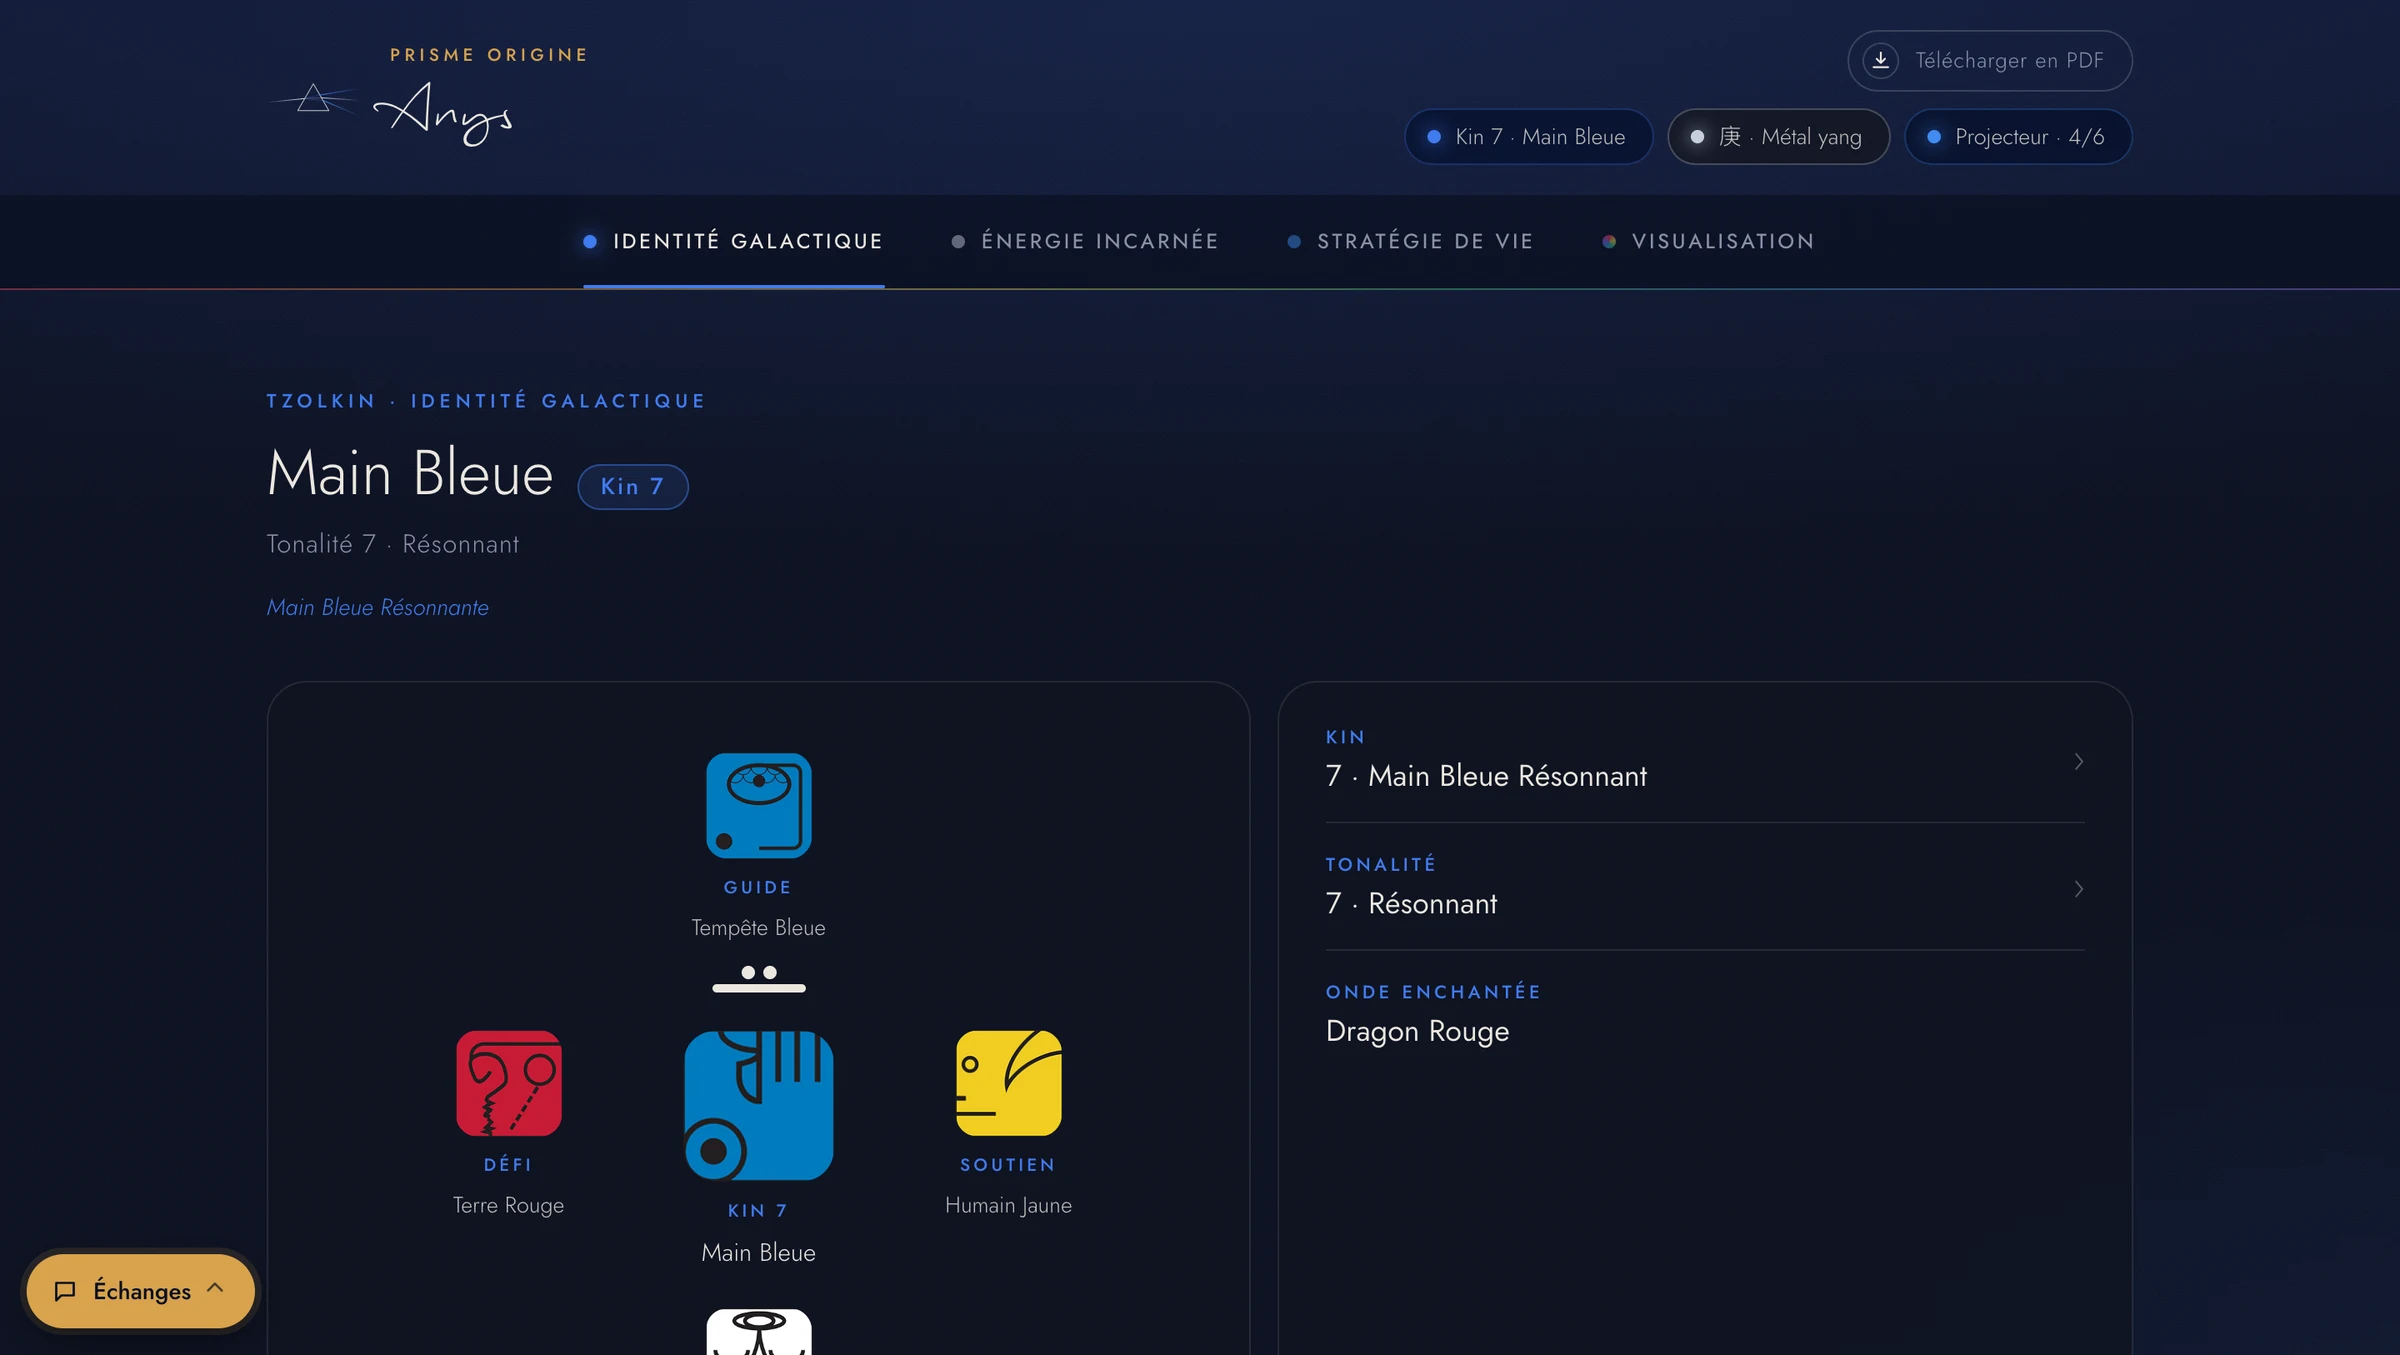 PRISME ORIGINE
Anys
Télécharger en PDF
Kin 7 · Main Bleue
庚 · Métal yang
Projecteur · 4/6
IDENTITÉ GALACTIQUE
ÉNERGIE INCARNÉE
STRATÉGIE DE VIE
VISUALISATION
TZOLKIN · IDENTITÉ GALACTIQUE
Main Bleue
Kin 7
Tonalité 7 · Résonnant
Main Bleue Résonnante
GUIDE
Tempête Bleue
DÉFI
Terre Rouge
KIN 7
Main Bleue
SOUTIEN
Humain Jaune
KIN
7 · Main Bleue Résonnant
TONALITÉ
7 · Résonnant
ONDE ENCHANTÉE
Dragon Rouge
Échanges